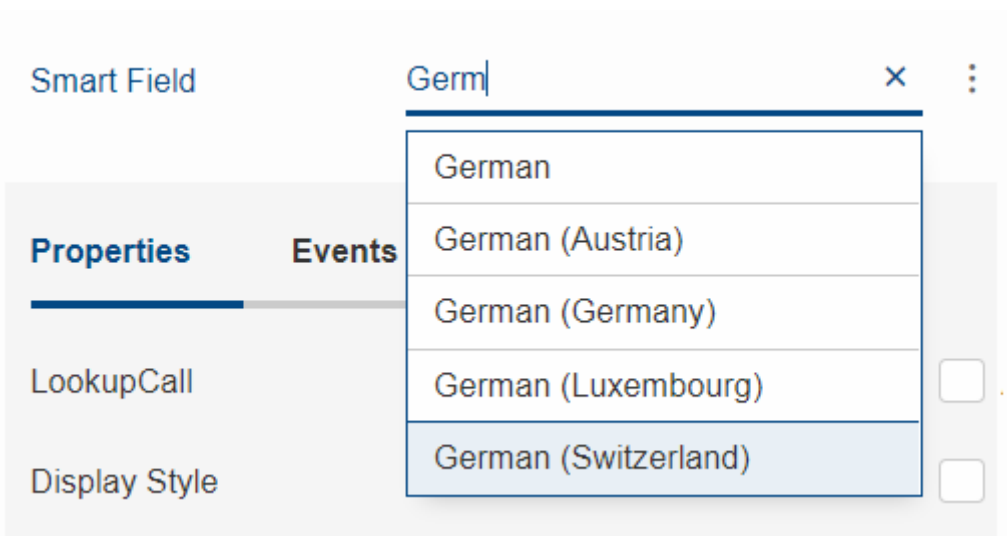 Smart Field Germ
German
German (Austria)
Properties Events
German (Germany)
LookupCall
German (Luxembourg)
German (Switzerland)
Display Style